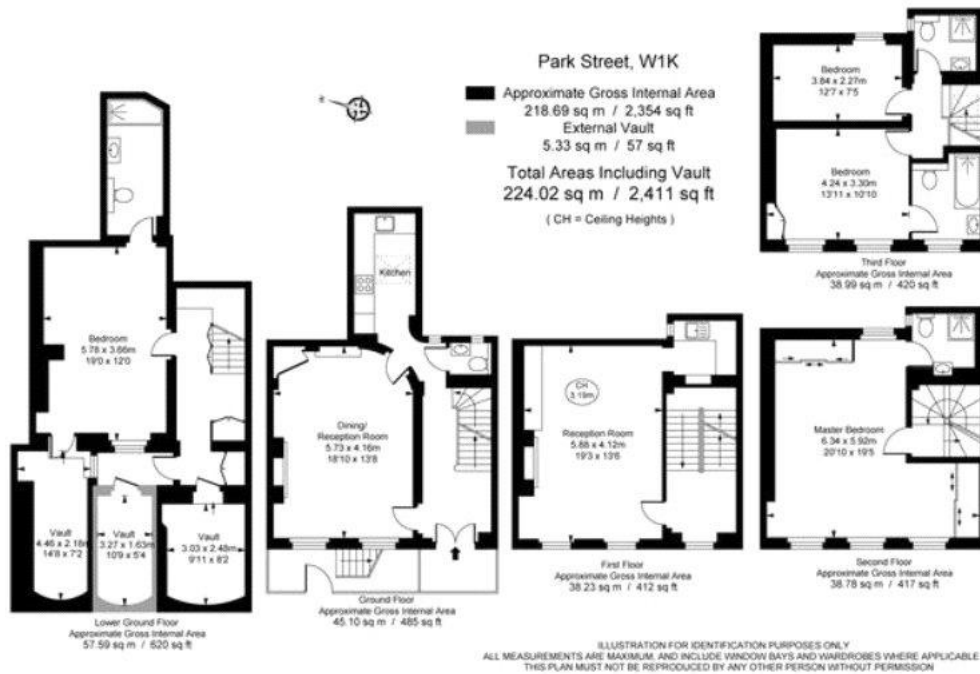 Park Street, W1K
Approximate Gross Internal Area
218.69 sq m / 2,354 sq ft
External Vault
5.33 sq m / 57 sq ft
Total Areas Including Vault
224.02 sq m / 2,411 sq ft
( CH = Ceiling Heights )
Bedroom
5.78 x 3.66m
19'0 x 12'0
Vault
4.46 x 2.18m
14'8 x 7'2
Vault
3.27 x 1.63m
10'9 x 5'4
Vault
3.03 x 2.48m
9'11 x 8'2
Lower Ground Floor
Approximate Gross Internal Area
57.59 sq m / 620 sq ft
Kitchen
Dining/
Reception Room
5.73 x 4.16m
18'10 x 13'8
Ground Floor
Approximate Gross Internal Area
45.10 sq m / 485 sq ft
CH
3.19m
Reception Room
5.88 x 4.12m
19'3 x 13'6
First Floor
Approximate Gross Internal Area
38.23 sq m / 412 sq ft
Bedroom
3.84 x 2.27m
12'7 x 7'5
Bedroom
4.24 x 3.30m
13'11 x 10'10
Third Floor
Approximate Gross Internal Area
38.99 sq m / 420 sq ft
Master Bedroom
6.34 x 5.92m
20'10 x 19'5
Second Floor
Approximate Gross Internal Area
38.78 sq m / 417 sq ft
ILLUSTRATION FOR IDENTIFICATION PURPOSES ONLY
ALL MEASUREMENTS ARE MAXIMUM, AND INCLUDE WINDOW BAYS AND WARDROBES WHERE APPLICABLE
THIS PLAN MUST NOT BE REPRODUCED BY ANY OTHER PERSON WITHOUT PERMISSION